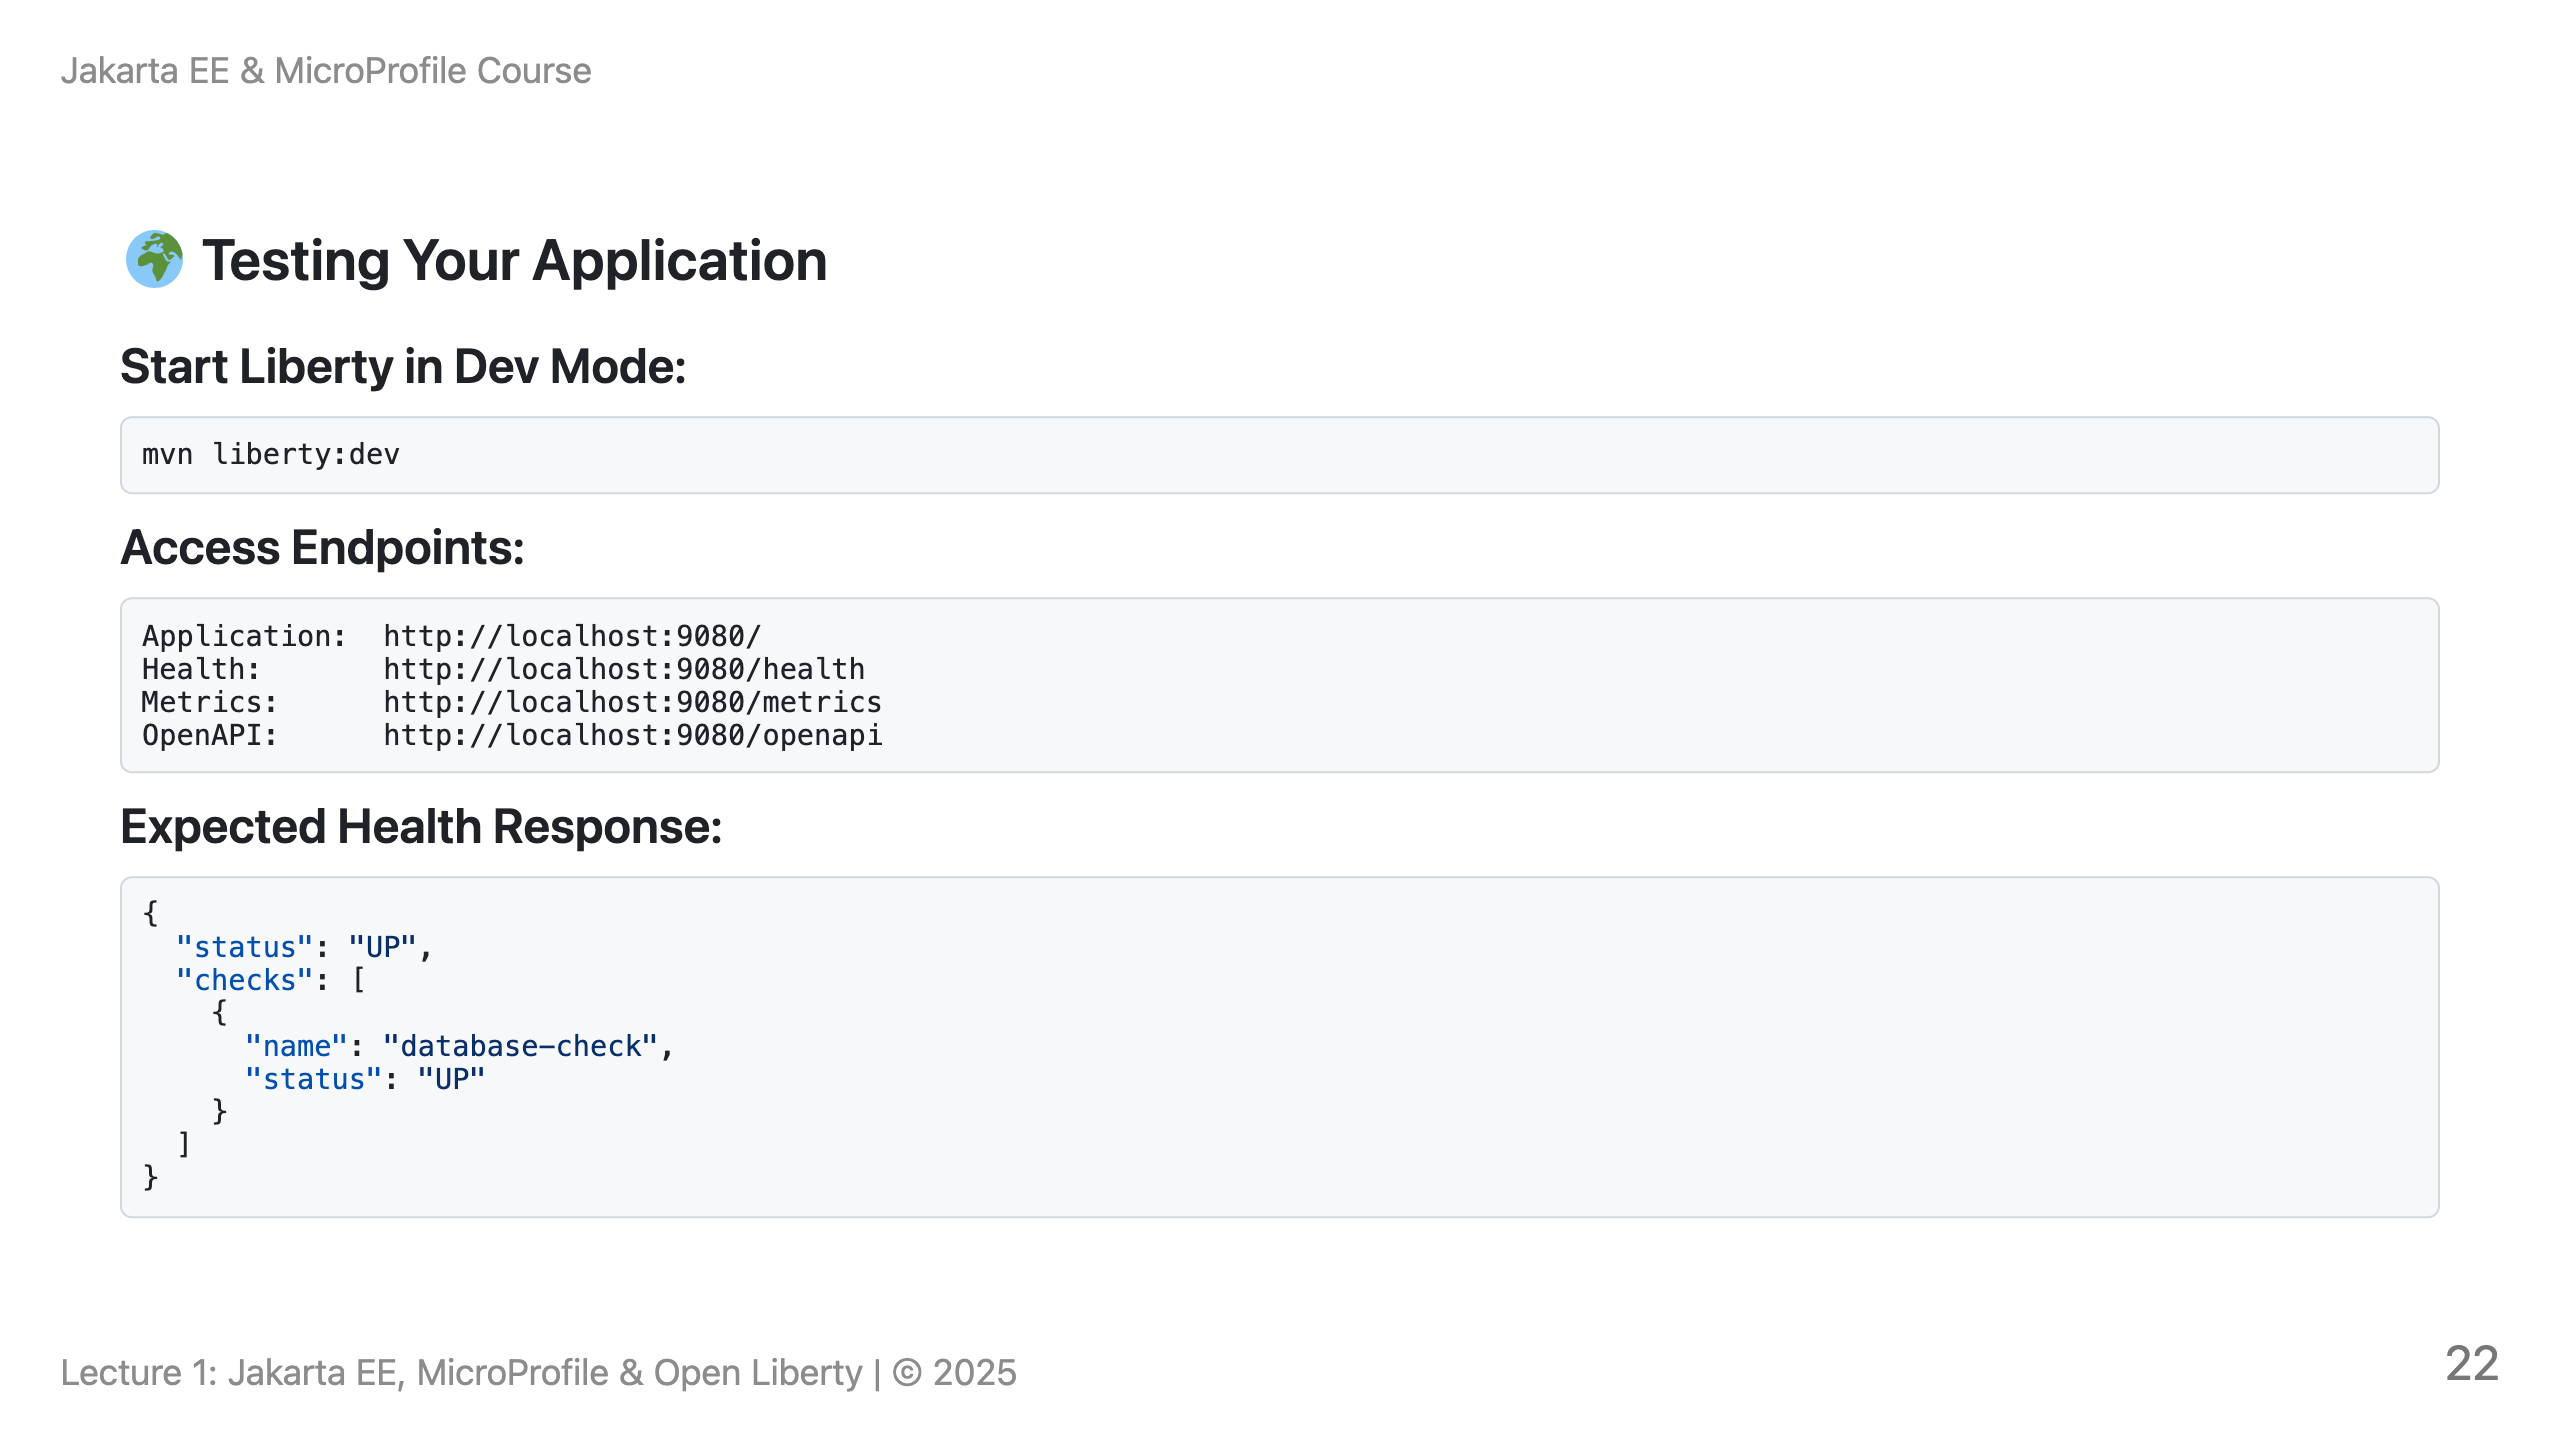 Jakarta EE & MicroProfile Course
🌍 Testing Your Application
Start Liberty in Dev Mode:
mvn liberty:dev
Access Endpoints:
Application:  http://localhost:9080/
Health:       http://localhost:9080/health
Metrics:      http://localhost:9080/metrics
OpenAPI:      http://localhost:9080/openapi
Expected Health Response:
{
  "status": "UP",
  "checks": [
    {
      "name": "database-check",
      "status": "UP"
    }
  ]
}
Lecture 1: Jakarta EE, MicroProfile & Open Liberty | © 2025
22